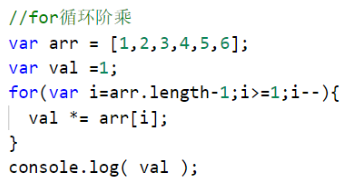 //for循环阶乘
var arr = [1,2,3,4,5,6];
var val =1;
for(var i=arr.length-1;i>=1;i--){
  val *= arr[i];
}
console.log( val );